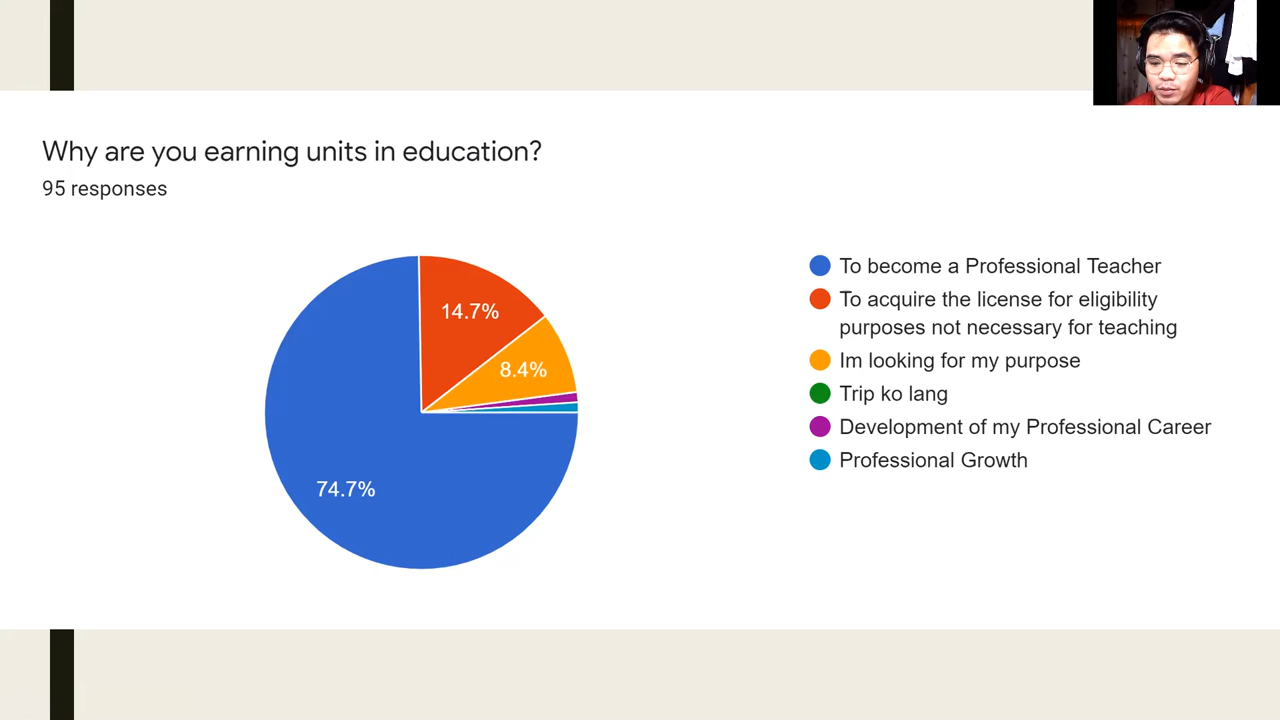 Why are you earning units in education?
95 responses
14.7%
8.4%
74.7%
To become a Professional Teacher
To acquire the license for eligibility
purposes not necessary for teaching
Im looking for my purpose
Trip ko lang
Development of my Professional Career
Professional Growth